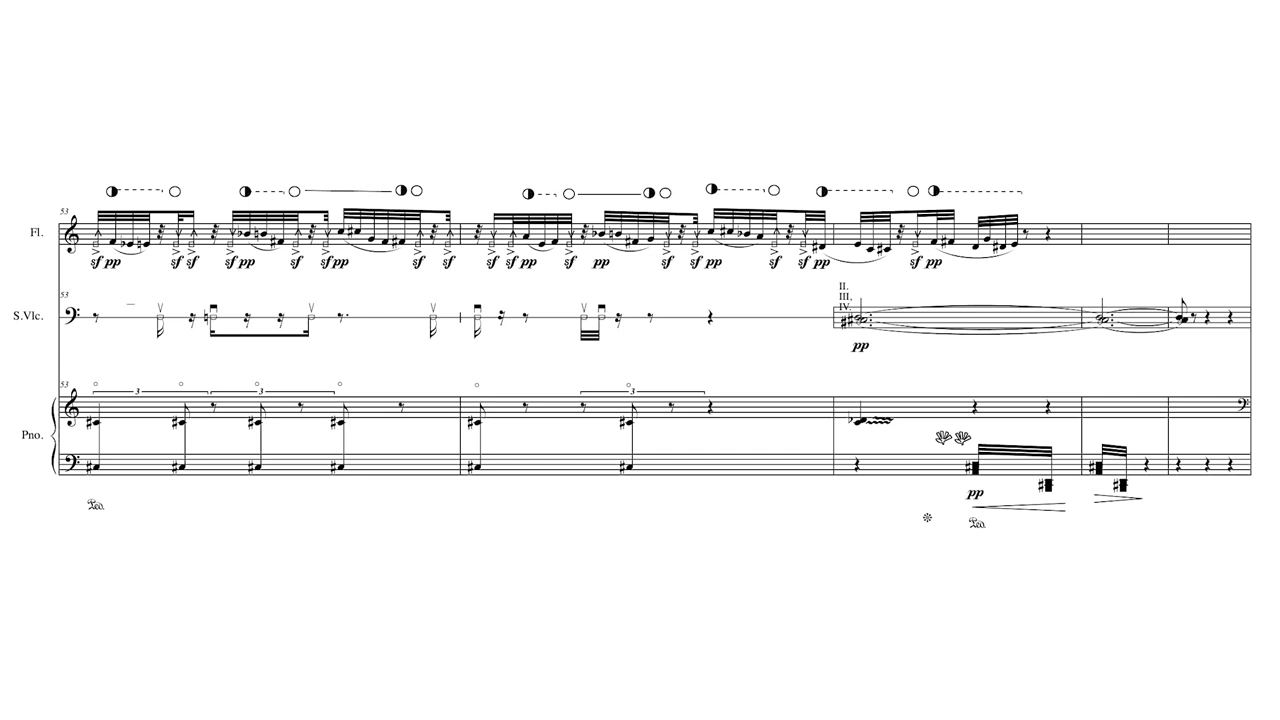 53
Fl.
sf pp sf sf sf pp sf sf pp sf sf sf sf pp sf pp sf sf pp sf sf pp sf pp
53
S.Vlc.
II.
III.
IV.
pp
53
3 3 3
Pno.
pp
Ped. Ped.